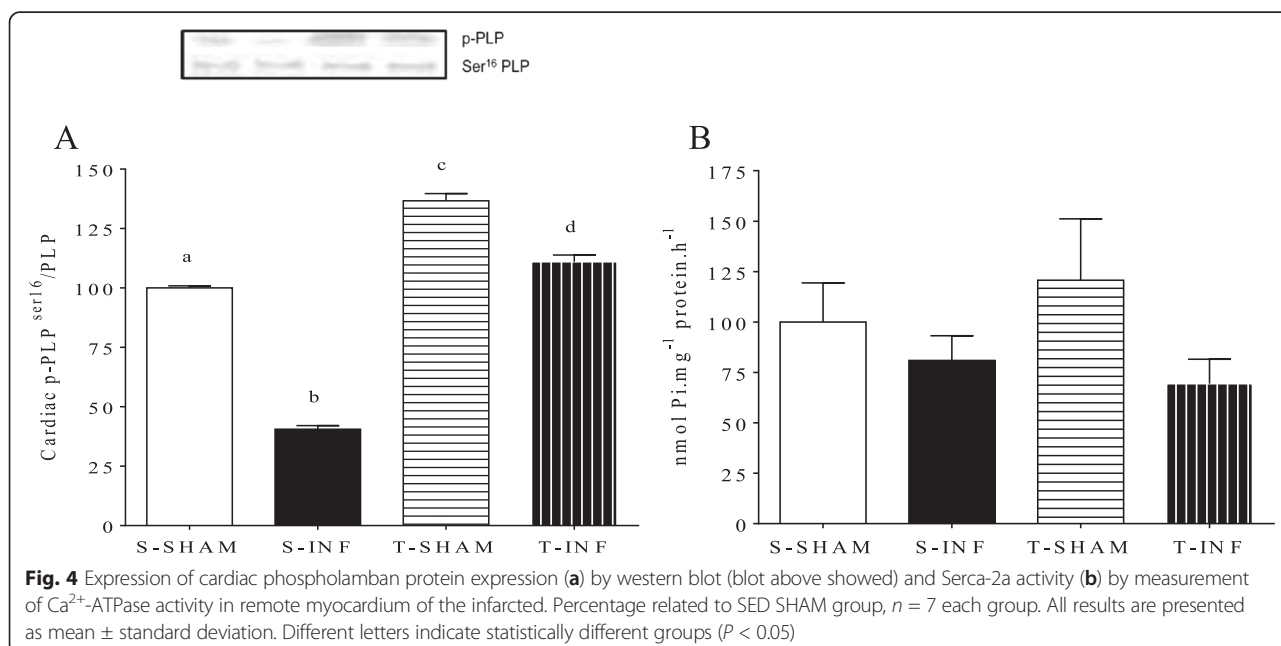 p-PLP
Ser¹⁶ PLP
A
Cardiac p-PLP ser16/PLP
150
125
100
75
50
25
0
a
b
c
d
S-SHAM S-INF T-SHAM T-INF
B
nmol Pi.mg⁻¹ protein.h⁻¹
175
150
125
100
75
50
25
0
S-SHAM S-INF T-SHAM T-INF
Fig. 4 Expression of cardiac phospholamban protein expression (a) by western blot (blot above showed) and Serca-2a activity (b) by measurement
of Ca²⁺-ATPase activity in remote myocardium of the infarcted. Percentage related to SED SHAM group, n = 7 each group. All results are presented
as mean ± standard deviation. Different letters indicate statistically different groups (P < 0.05)